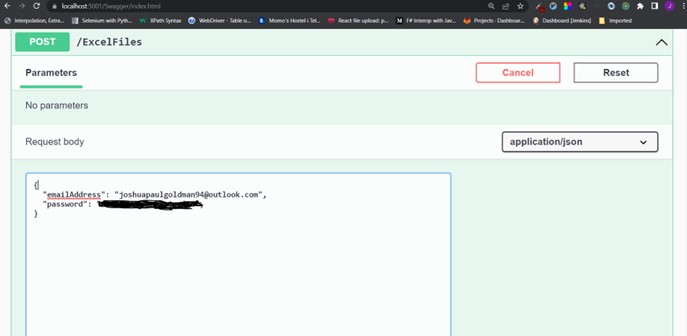 localhost:5001/Swagger/index.html
Interpolation, Extra...
Selenium with Pyth...
XPath Syntax
WebDriver - Table o...
Momo's Hostel i Tel...
React file upload: p...
F# Interop with Jav...
Projects · Dashboar...
Dashboard [Jenkins]
Imported
POST /ExcelFiles
Parameters
Cancel
Reset
No parameters
Request body
application/json
{
"emailAddress": "joshuapaulgoldman94@outlook.com",
"password":
}